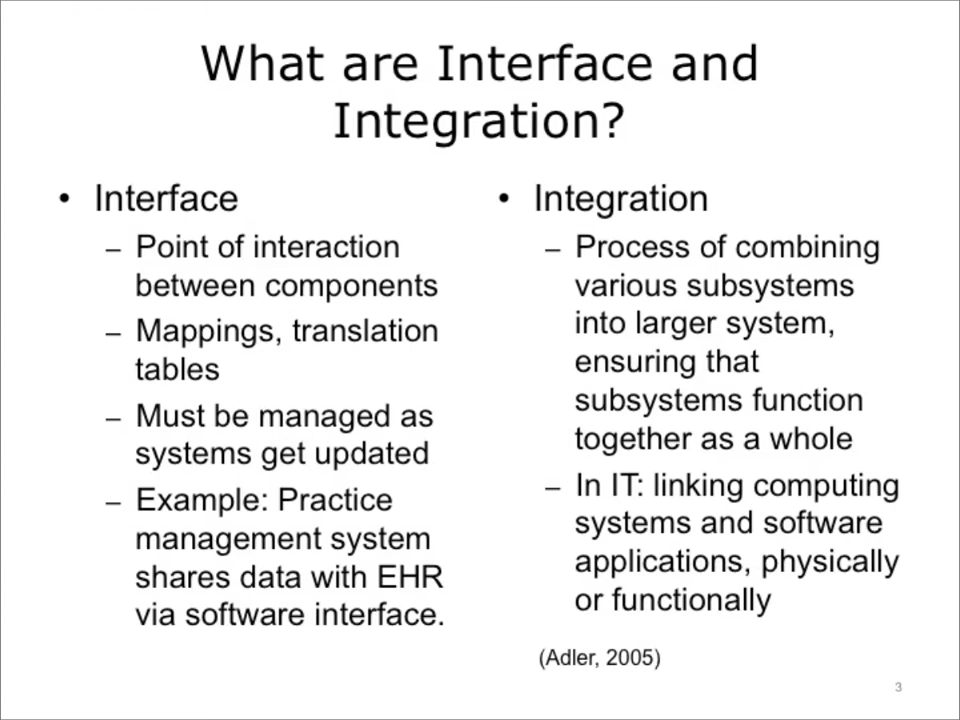 What are Interface and
Integration?
• Interface
– Point of interaction
between components
– Mappings, translation
tables
– Must be managed as
systems get updated
– Example: Practice
management system
shares data with EHR
via software interface.
• Integration
– Process of combining
various subsystems
into larger system,
ensuring that
subsystems function
together as a whole
– In IT: linking computing
systems and software
applications, physically
or functionally
(Adler, 2005)
3